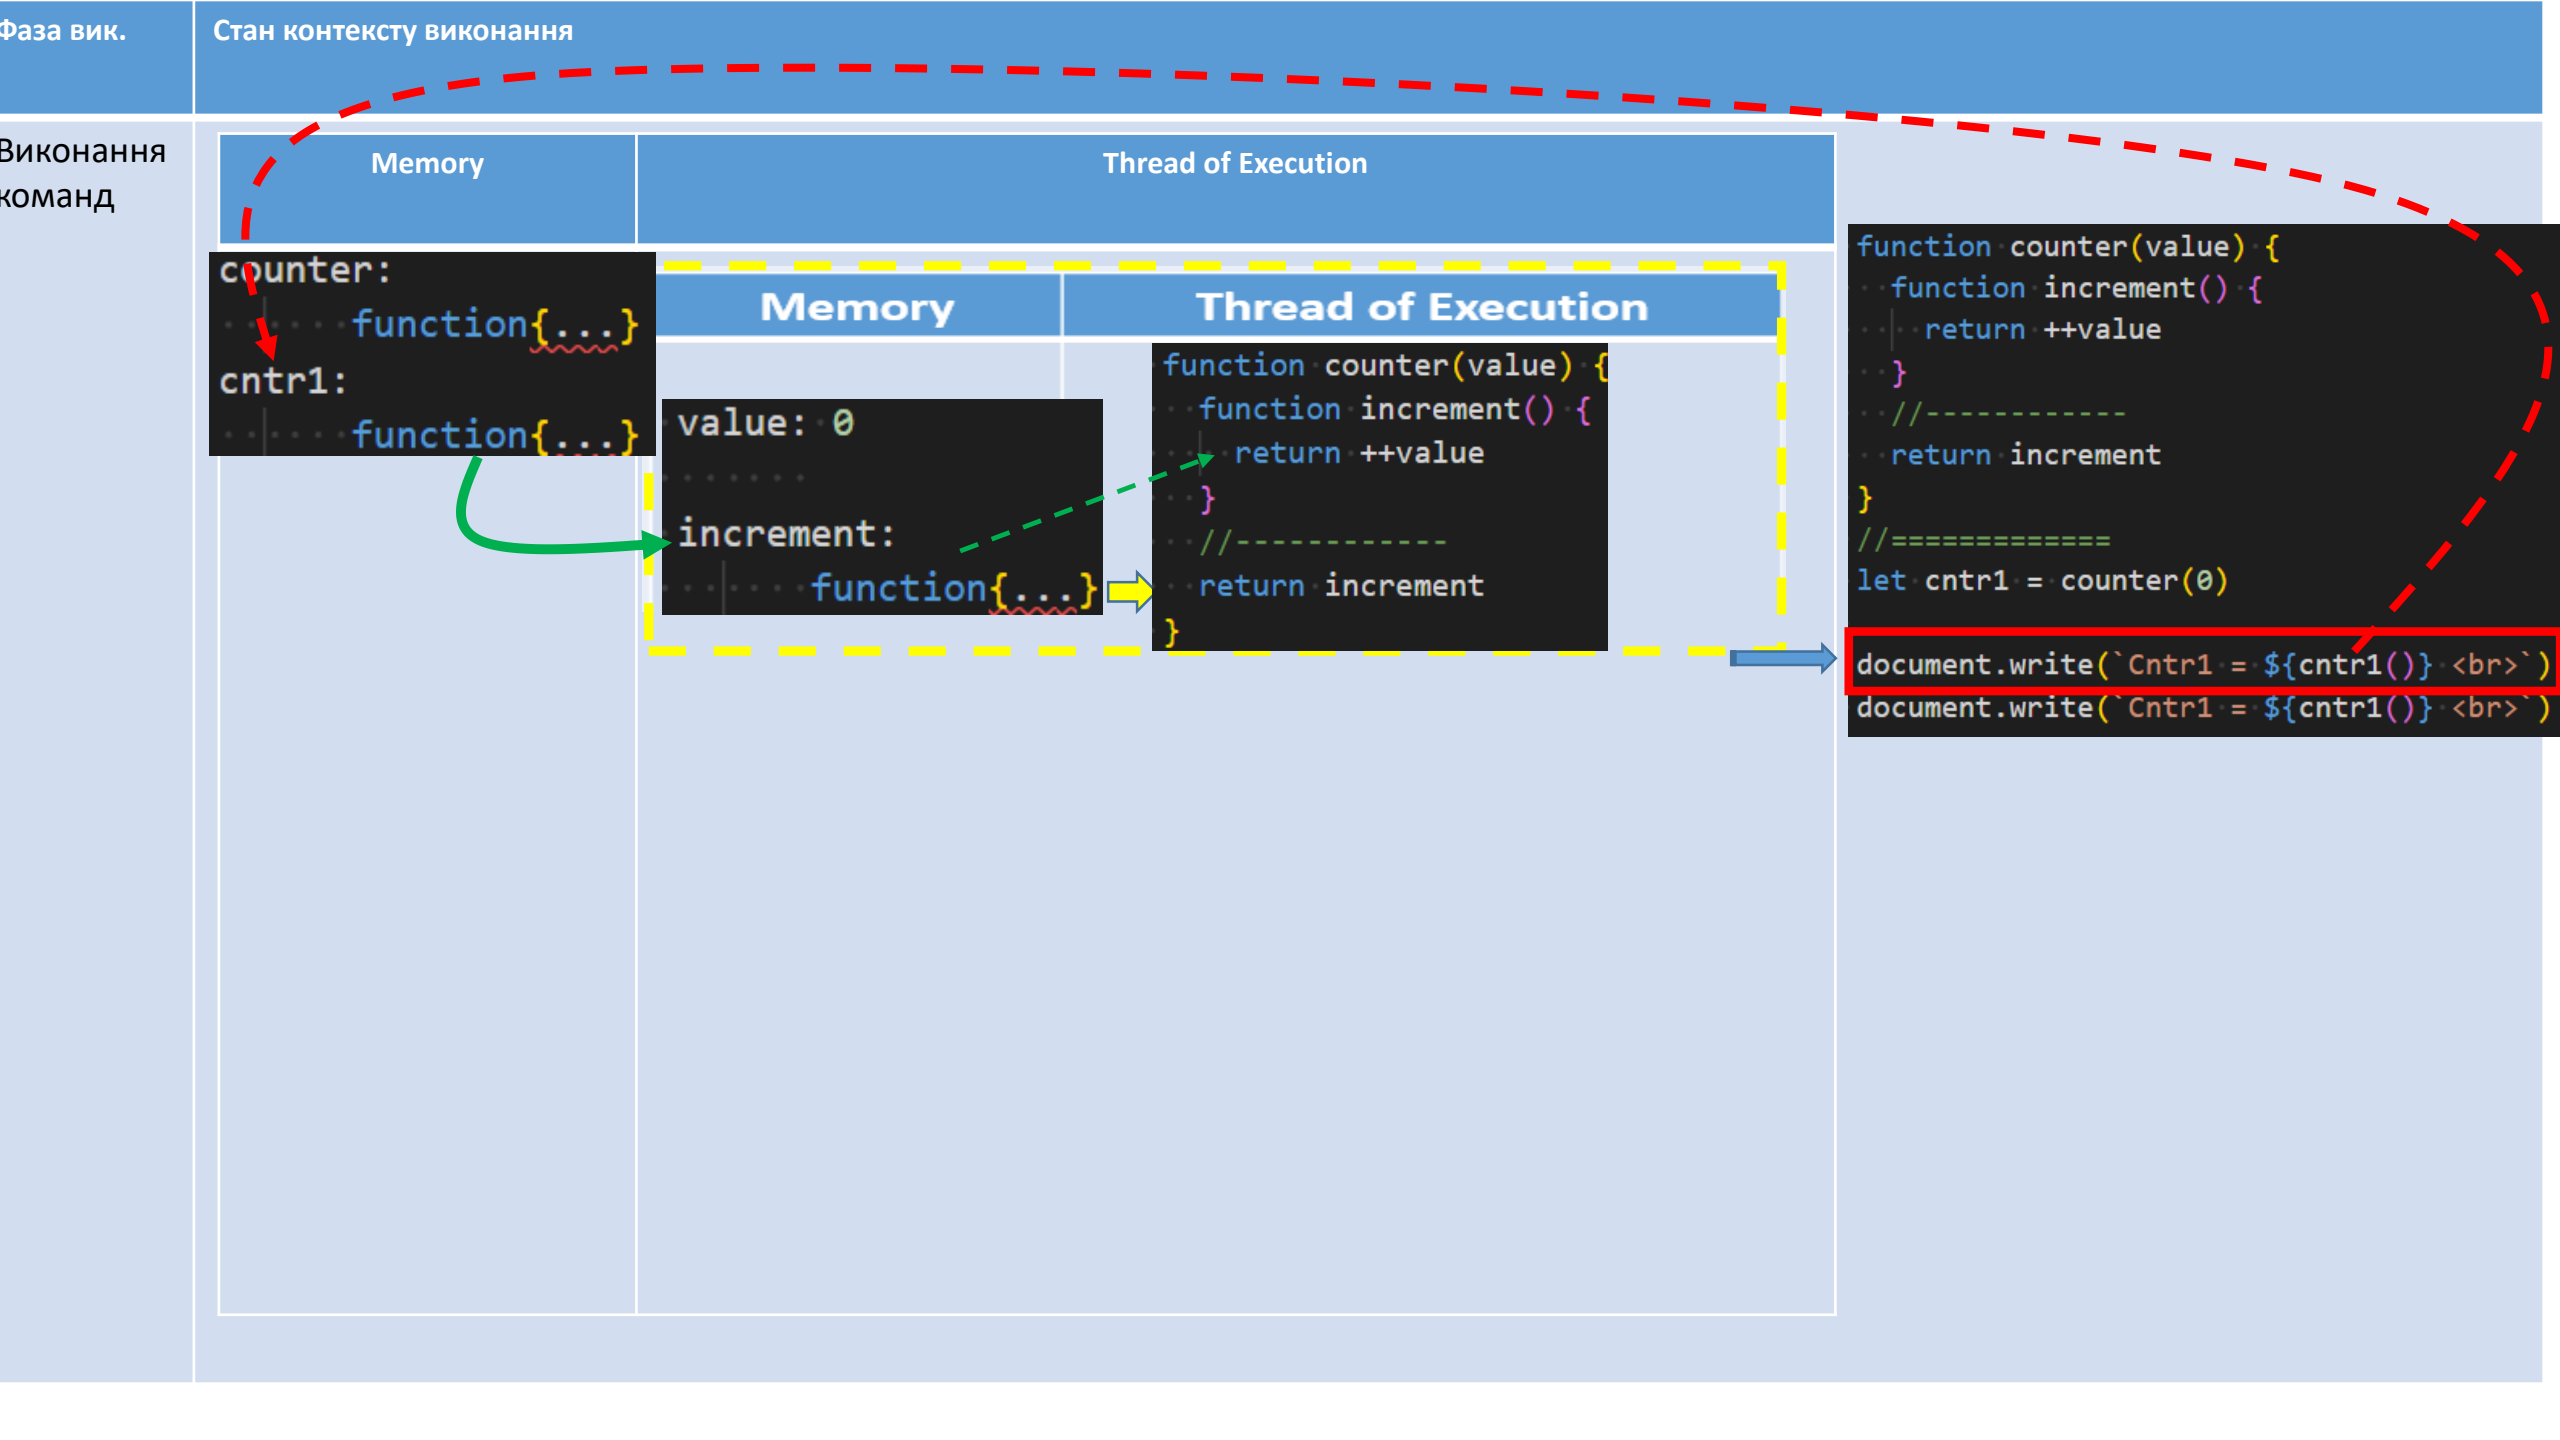 Фаза вик.
Стан контексту виконання
Виконання
команд
Memory
Thread of Execution
counter:
function{...}
cntr1:
function{...}
Memory
Thread of Execution
value: 0
increment:
function{...}
function counter(value) {
function increment() {
return ++value
}
//------------
return increment
}
function counter(value) {
function increment() {
return ++value
}
//------------
return increment
}
//=============
let cntr1 = counter(0)
document.write(`Cntr1 = ${cntr1()} <br>`)
document.write(`Cntr1 = ${cntr1()} <br>`)